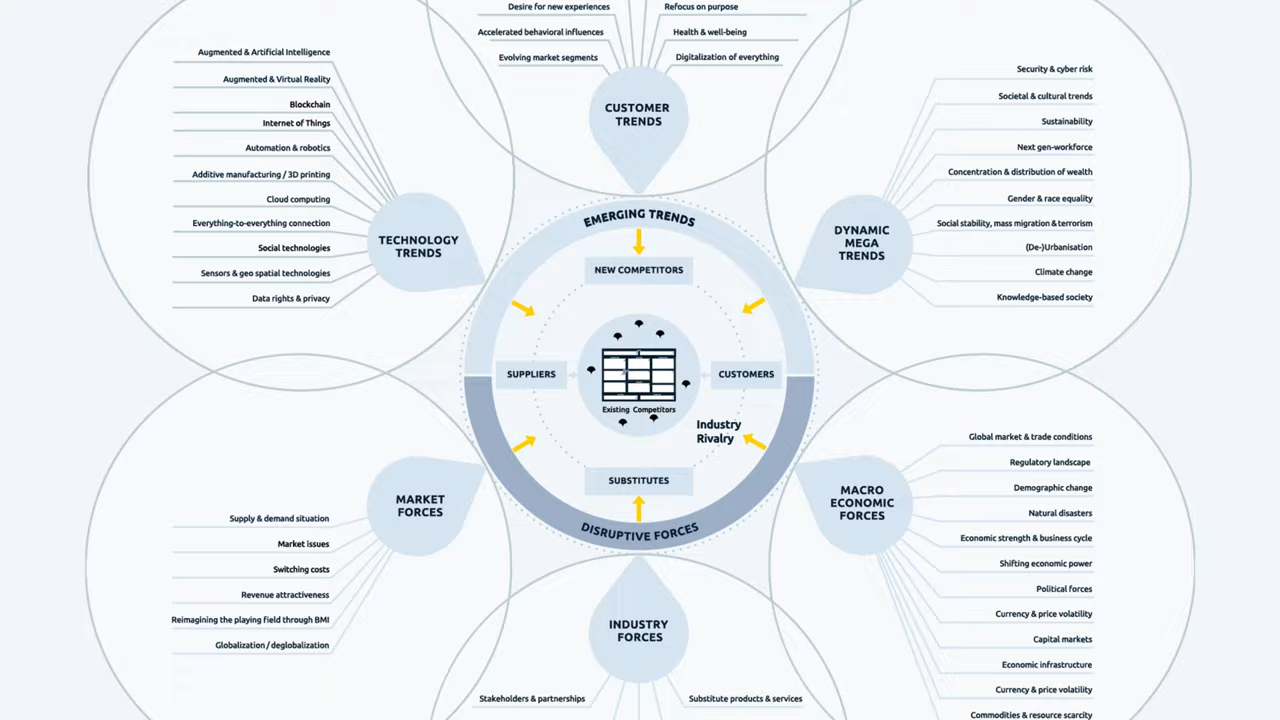 Desire for new experiences
Refocus on purpose
Accelerated behavioral influences
Health & well-being
Evolving market segments
Digitalization of everything
CUSTOMER
TRENDS
Augmented & Artificial Intelligence
Augmented & Virtual Reality
Blockchain
Internet of Things
Automation & robotics
Additive manufacturing / 3D printing
Cloud computing
Everything-to-everything connection
Social technologies
Sensors & geo spatial technologies
Data rights & privacy
TECHNOLOGY
TRENDS
Security & cyber risk
Societal & cultural trends
Sustainability
Next gen-workforce
Concentration & distribution of wealth
Gender & race equality
Social stability, mass migration & terrorism
(De-)Urbanisation
Climate change
Knowledge-based society
DYNAMIC
MEGA
TRENDS
EMERGING TRENDS
NEW COMPETITORS
SUPPLIERS
CUSTOMERS
Existing Competitors
Industry
Rivalry
SUBSTITUTES
DISRUPTIVE FORCES
MARKET
FORCES
Supply & demand situation
Market issues
Switching costs
Revenue attractiveness
Reimagining the playing field through BMI
Globalization / deglobalization
MACRO
ECONOMIC
FORCES
Global market & trade conditions
Regulatory landscape
Demographic change
Natural disasters
Economic strength & business cycle
Shifting economic power
Political forces
Currency & price volatility
Capital markets
Economic infrastructure
Currency & price volatility
Commodities & resource scarcity
INDUSTRY
FORCES
Stakeholders & partnerships
Substitute products & services